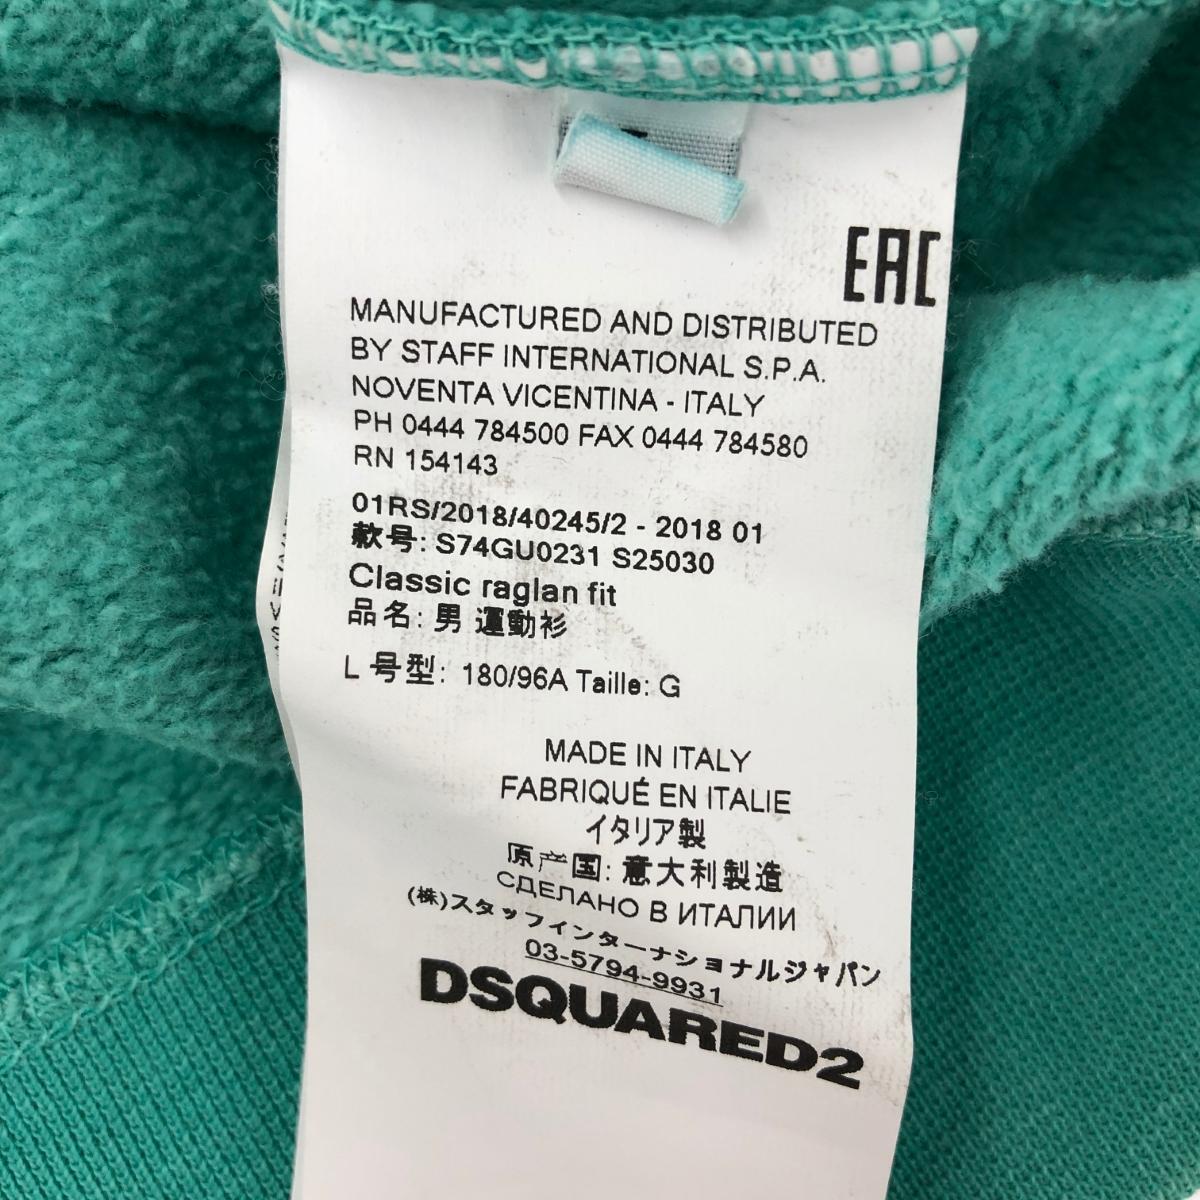 EAC
MANUFACTURED AND DISTRIBUTED
BY STAFF INTERNATIONAL S.P.A.
NOVENTA VICENTINA - ITALY
PH 0444 784500 FAX 0444 784580
RN 154143
01RS/2018/40245/2 - 2018 01
款号: S74GU0231 S25030
Classic raglan fit
品名: 男 運動衫
L 号型: 180/96A Taille: G
MADE IN ITALY
FABRIQUÉ EN ITALIE
イタリア製
原产国: 意大利製造
СДЕЛАНО В ИТАЛИИ
(株)スタッフインターナショナルジャパン
03-5794-9931
DSQUARED2